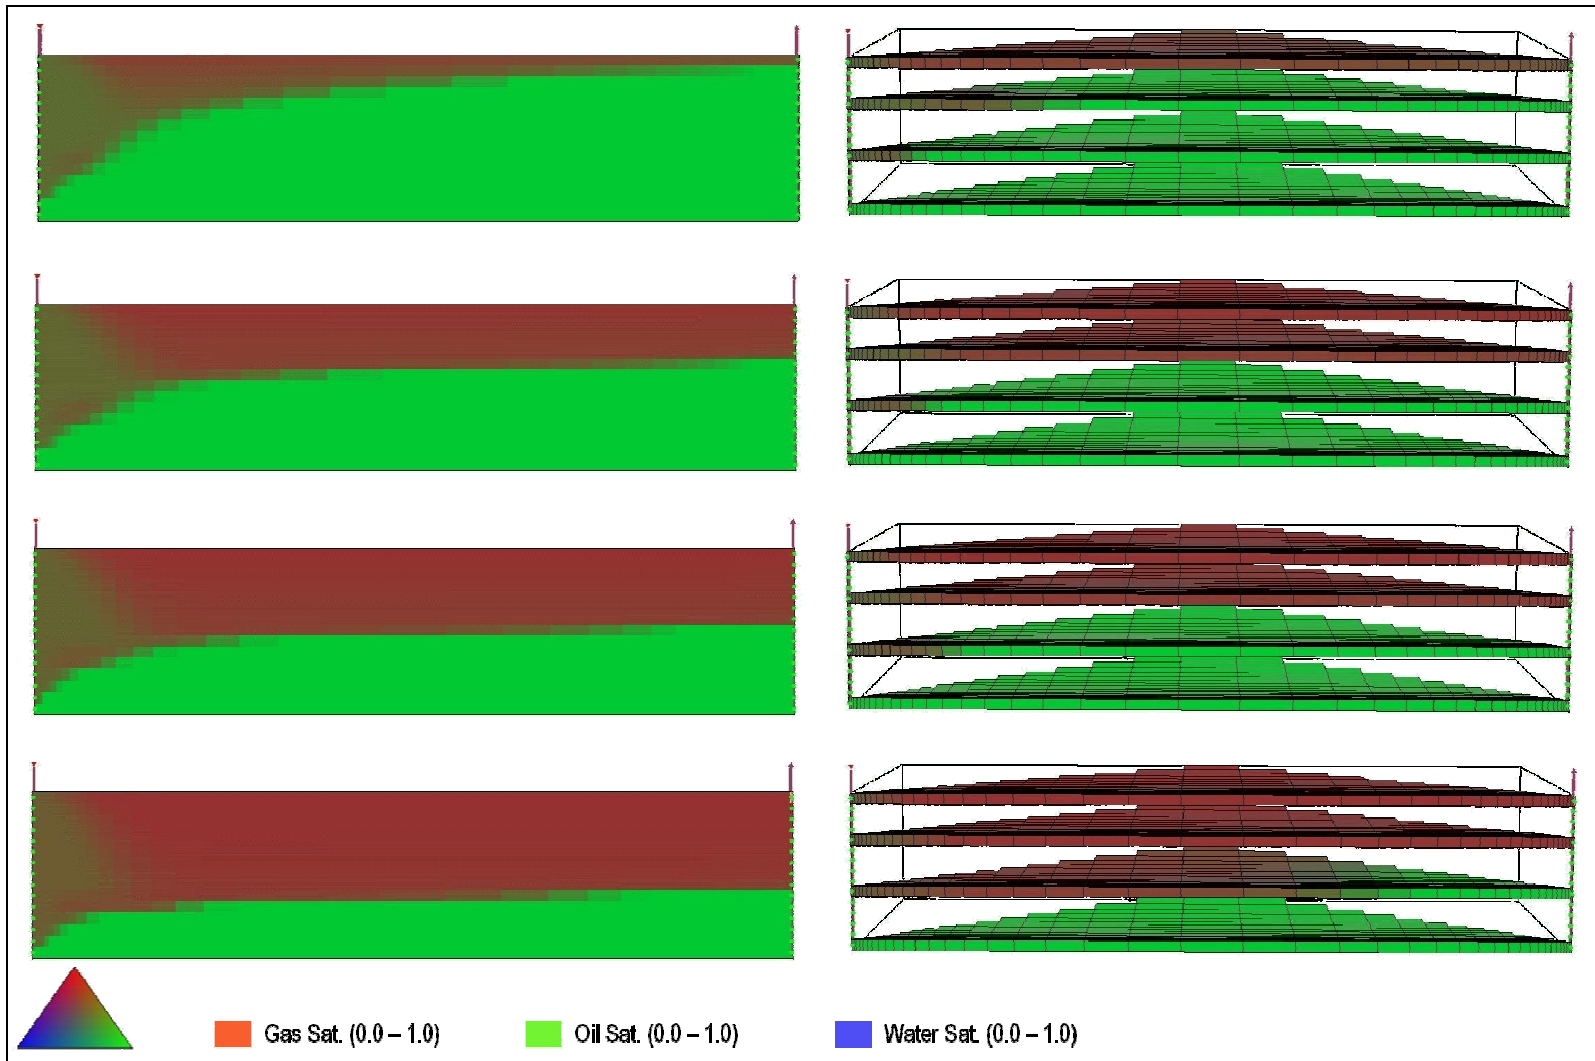 Gas Sat. (0.0 – 1.0)
Oil Sat. (0.0 – 1.0)
Water Sat. (0.0 – 1.0)